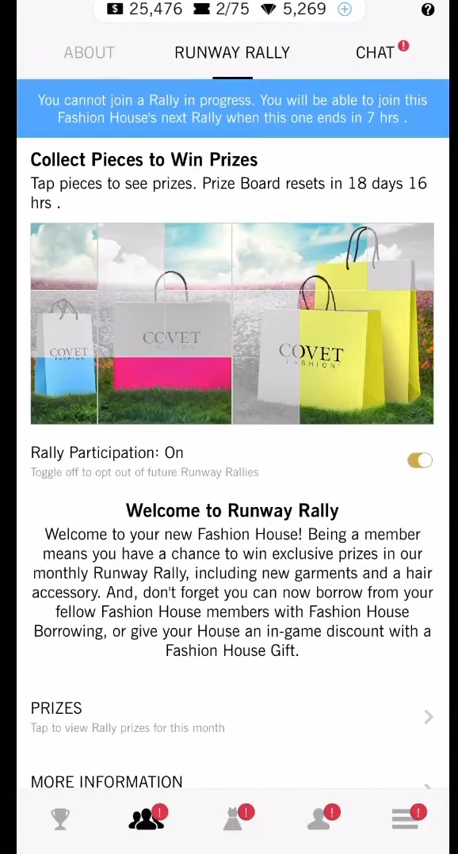 $ 25,476 2/75 5,269
ABOUT RUNWAY RALLY CHAT !
You cannot join a Rally in progress. You will be able to join this
Fashion House's next Rally when this one ends in 7 hrs .
Collect Pieces to Win Prizes
Tap pieces to see prizes. Prize Board resets in 18 days 16
hrs .
COVET
FASHION
COVET
FASHION
COVET
FASHION
Rally Participation: On
Toggle off to opt out of future Runway Rallies
Welcome to Runway Rally
Welcome to your new Fashion House! Being a member
means you have a chance to win exclusive prizes in our
monthly Runway Rally, including new garments and a hair
accessory. And, don't forget you can now borrow from your
fellow Fashion House members with Fashion House
Borrowing, or give your House an in-game discount with a
Fashion House Gift.
PRIZES
Tap to view Rally prizes for this month
MORE INFORMATION